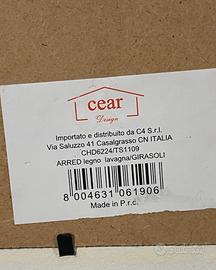 cear
Design
Importato e distribuito da C4 S.r.l.
Via Saluzzo 41 Casalgrasso CN ITALIA
CHD6224/TS1109
ARRED legno lavagna/GIRASOLI
8 004631 061906
Made in P.r.c.
subito